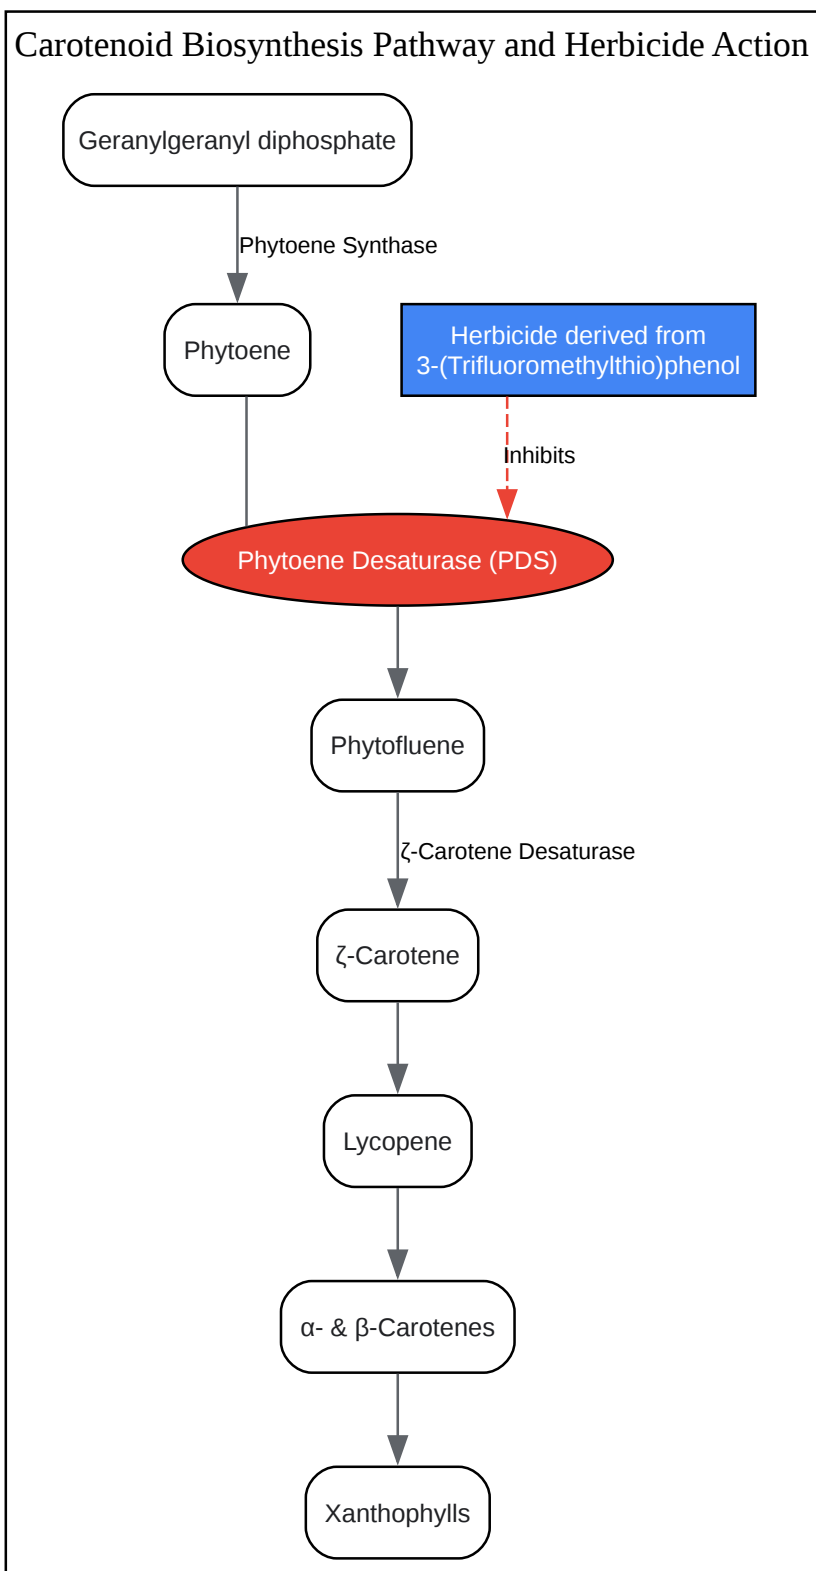 Carotenoid Biosynthesis Pathway and Herbicide Action
Geranylgeranyl diphosphate
Phytoene Synthase
Phytoene
Herbicide derived from
3-(Trifluoromethylthio)phenol
Inhibits
Phytoene Desaturase (PDS)
Phytofluene
ζ-Carotene Desaturase
ζ-Carotene
Lycopene
α- & β-Carotenes
Xanthophylls